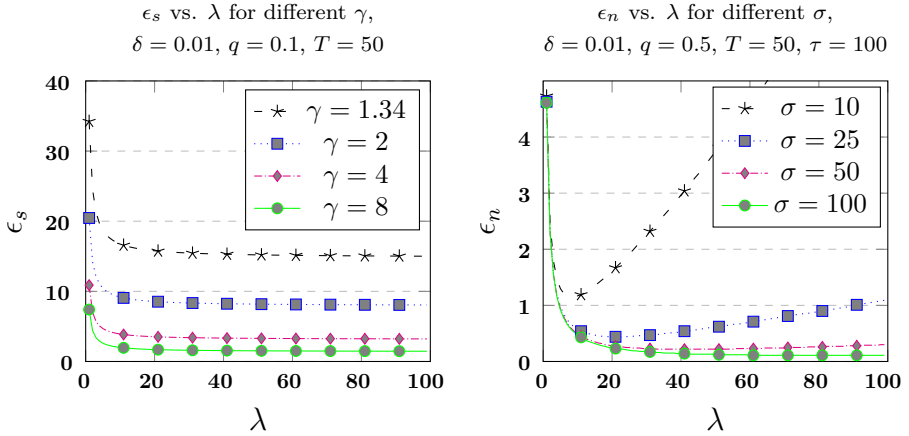 ϵₛ vs. λ for different γ,
δ = 0.01, q = 0.1, T = 50
40
30
20
10
0
0 20 40 60 80 100
ϵₛ
λ
γ = 1.34
γ = 2
γ = 4
γ = 8
ϵₙ vs. λ for different σ,
δ = 0.01, q = 0.5, T = 50, τ = 100
4
3
2
1
0
0 20 40 60 80 100
ϵₙ
λ
σ = 10
σ = 25
σ = 50
σ = 100